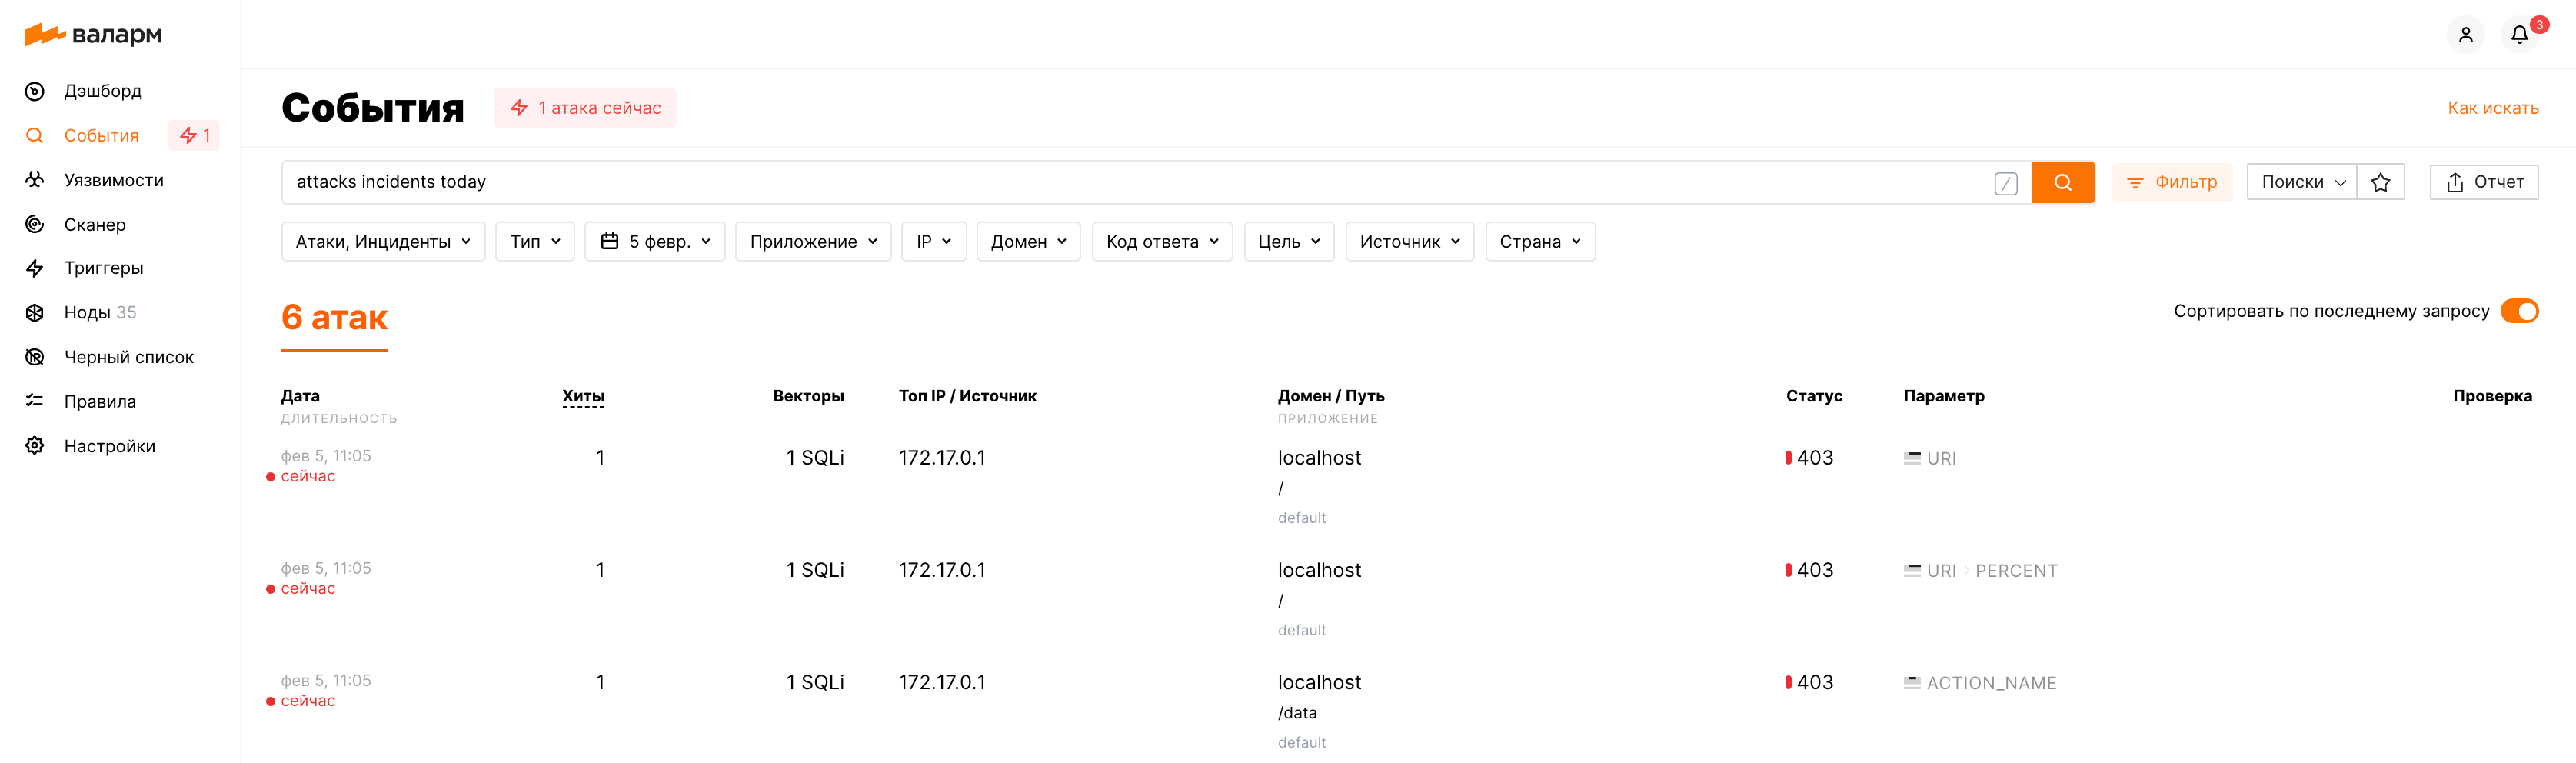 валарм
3
Дэшборд
События 1
Уязвимости
Сканер
Триггеры
Ноды 35
Черный список
Правила
Настройки
События 1 атака сейчас Как искать
attacks incidents today / Фильтр Поиски Отчет
Атаки, Инциденты Тип 5 февр. Приложение IP Домен Код ответа Цель Источник Страна
6 атак Сортировать по последнему запросу
Дата Хиты Векторы Топ IP / Источник Домен / Путь Статус Параметр Проверка
ДЛИТЕЛЬНОСТЬ ПРИЛОЖЕНИЕ
фев 5, 11:05 1 1 SQLi 172.17.0.1 localhost 403 URI
сейчас
/
default
фев 5, 11:05 1 1 SQLi 172.17.0.1 localhost 403 URI › PERCENT
сейчас
/
default
фев 5, 11:05 1 1 SQLi 172.17.0.1 localhost 403 ACTION_NAME
сейчас
/data
default